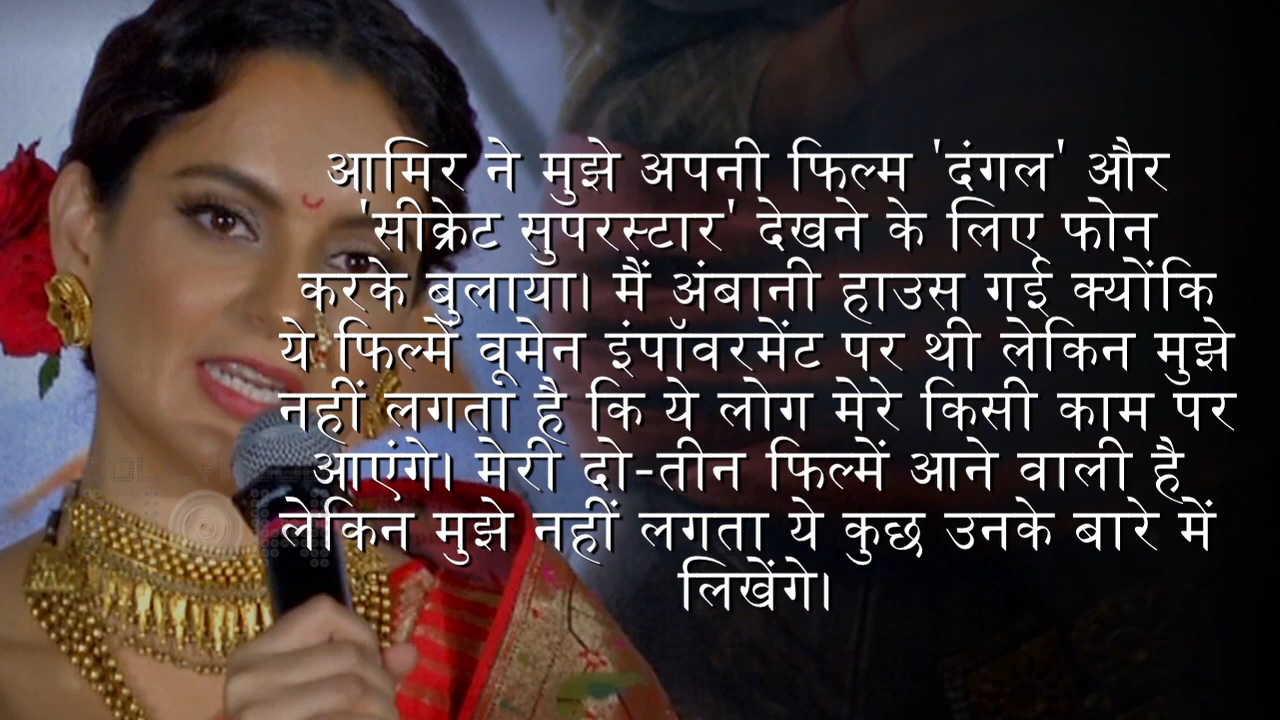 आमिर ने मुझे अपनी फिल्म 'दंगल' और
'सीक्रेट सुपरस्टार' देखने के लिए फोन
करके बुलाया। मैं अंबानी हाउस गई क्योंकि
ये फिल्में वूमेन इंपॉवरमेंट पर थी लेकिन मुझे
नहीं लगता है कि ये लोग मेरे किसी काम पर
आएंगे। मेरी दो-तीन फिल्में आने वाली है
लेकिन मुझे नहीं लगता ये कुछ उनके बारे में
लिखेंगे।